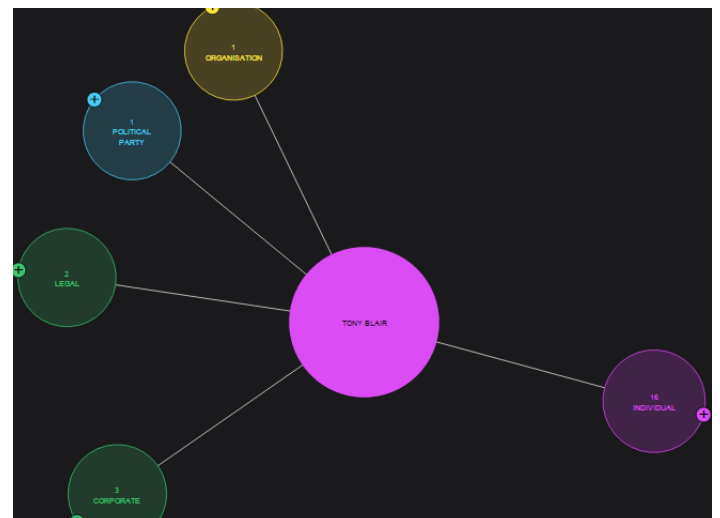 1
ORGANISATION
1
POLITICAL
PARTY
2
LEGAL
TONY BLAIR
16
INDIVIDUAL
3
CORPORATE